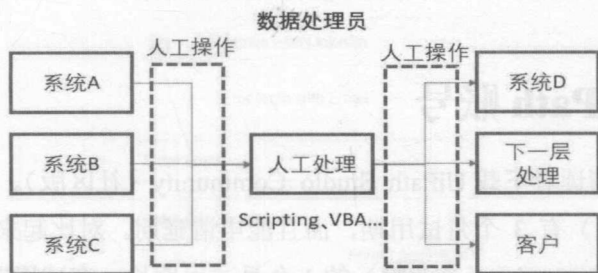 数据处理员
人工操作
人工操作
系统A
系统D
系统B
人工处理
下一层
处理
Scripting、VBA
系统C
客户